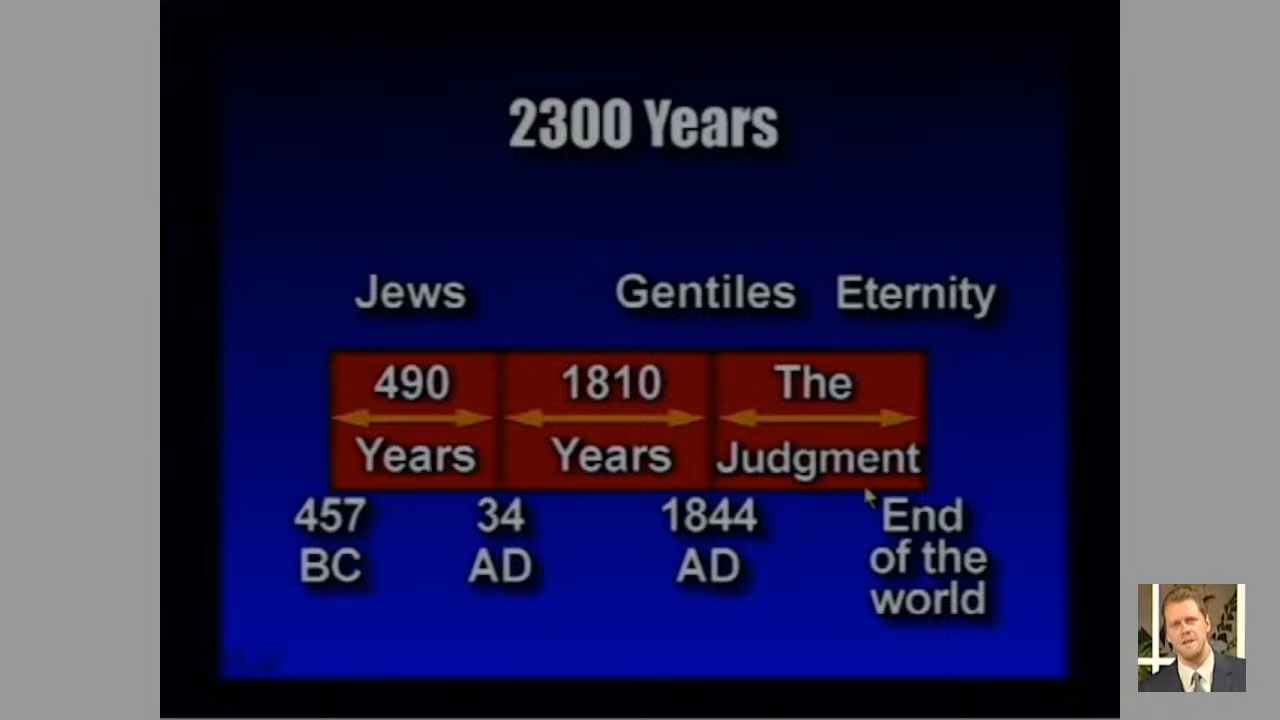 2300 Years
Jews Gentiles Eternity
490 1810 The
Years Years Judgment
457 34 1844 End
BC AD AD of the
world